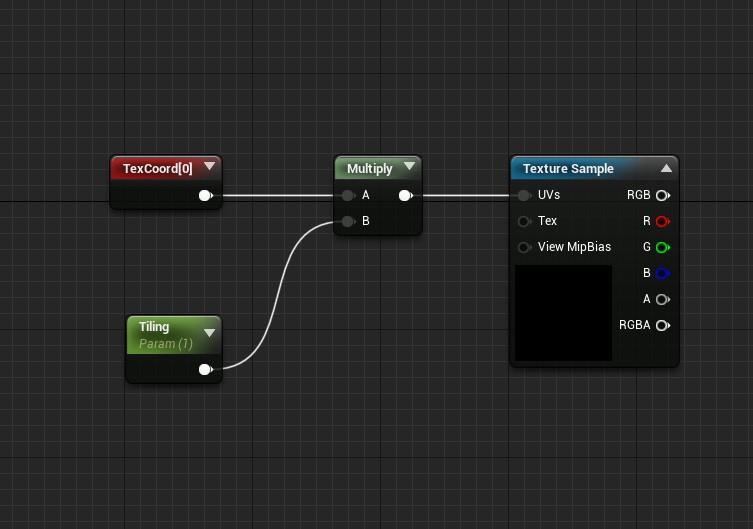 TexCoord[0]
Multiply
A
B
Texture Sample
UVs RGB
Tex R
View MipBias G
B
A
RGBA
Tiling
Param (1)